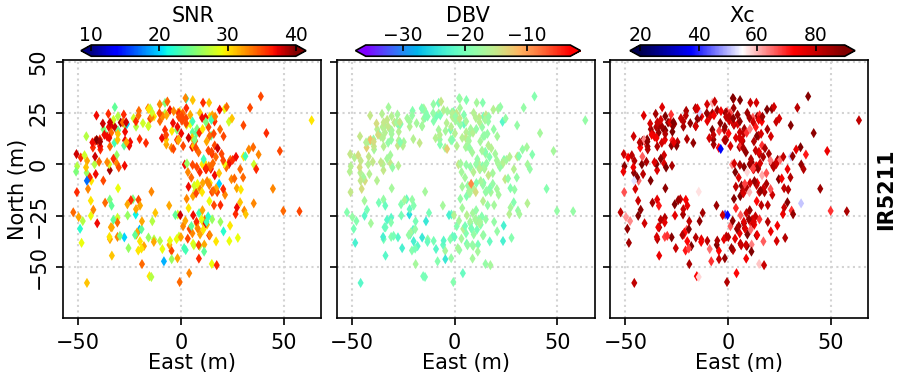 SNR DBV Xc
10 20 30 40 −30 −20 −10 20 40 60 80
50
25
0
−25
−50
North (m)
IR5211
−50 0 50 −50 0 50 −50 0 50
East (m) East (m) East (m)